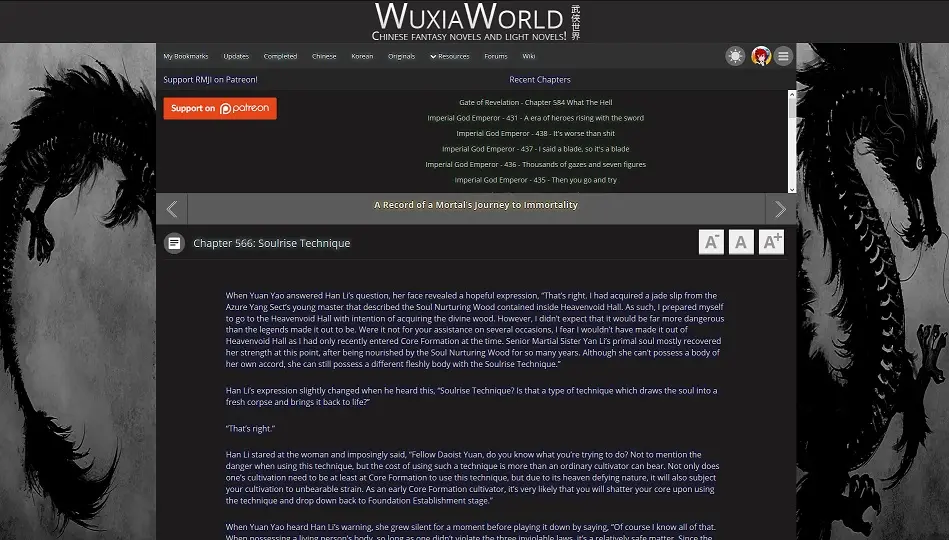 WUXIAWORLD
武俠世界
CHINESE FANTASY NOVELS AND LIGHT NOVELS!
My Bookmarks Updates Completed Chinese Korean Originals Resources Forums Wiki
Support RMJI on Patreon!
Recent Chapters
Support on patreon
Gate of Revelation - Chapter 584 What The Hell
Imperial God Emperor - 431 - A era of heroes rising with the sword
Imperial God Emperor - 438 - It's worse than shit
Imperial God Emperor - 437 - I said a blade, so it's a blade
Imperial God Emperor - 436 - Thousands of gazes and seven figures
Imperial God Emperor - 435 - Then you go and try
A Record of a Mortal's Journey to Immortality
Chapter 566: Soulrise Technique
A- A A+
When Yuan Yao answered Han Li's question, her face revealed a hopeful expression, "That's right. I had acquired a jade slip from the
Azure Yang Sect's young master that described the Soul Nurturing Wood contained inside Heavenvoid Hall. As such, I prepared myself
to go to the Heavenvoid Hall with intention of acquiring the divine wood. However, I didn't expect that it would be far more dangerous
than the legends made it out to be. Were it not for your assistance on several occasions, I fear I wouldn't have made it out of
Heavenvoid Hall as I had only recently entered Core Formation at the time. Senior Martial Sister Yan Li's primal soul mostly recovered
her strength at this point, after being nourished by the Soul Nurturing Wood for so many years. Although she can't possess a body of
her own accord, she can still possess a different fleshly body with the Soulrise Technique."
Han Li's expression slightly changed when he heard this, "Soulrise Technique? Is that a type of technique which draws the soul into a
fresh corpse and brings it back to life?"
"That's right."
Han Li stared at the woman and imposingly said, "Fellow Daoist Yuan, do you know what you're trying to do? Not to mention the
danger when using this technique, but the cost of using such a technique is more than an ordinary cultivator can bear. Not only does
one's cultivation need to be at least at Core Formation to use this technique, but due to its heaven defying nature, it will also subject
your cultivation to unbearable strain. As an early Core Formation cultivator, it's very likely that you will shatter your core upon using
the technique and drop down back to Foundation Establishment stage."
When Yuan Yao heard Han Li's warning, she grew silent for a moment before playing it down by saying, "Of course I know all of that.
When possessing a living person's body, so long as one didn't violate the three inviolable laws, it's a relatively safe matter. Since the